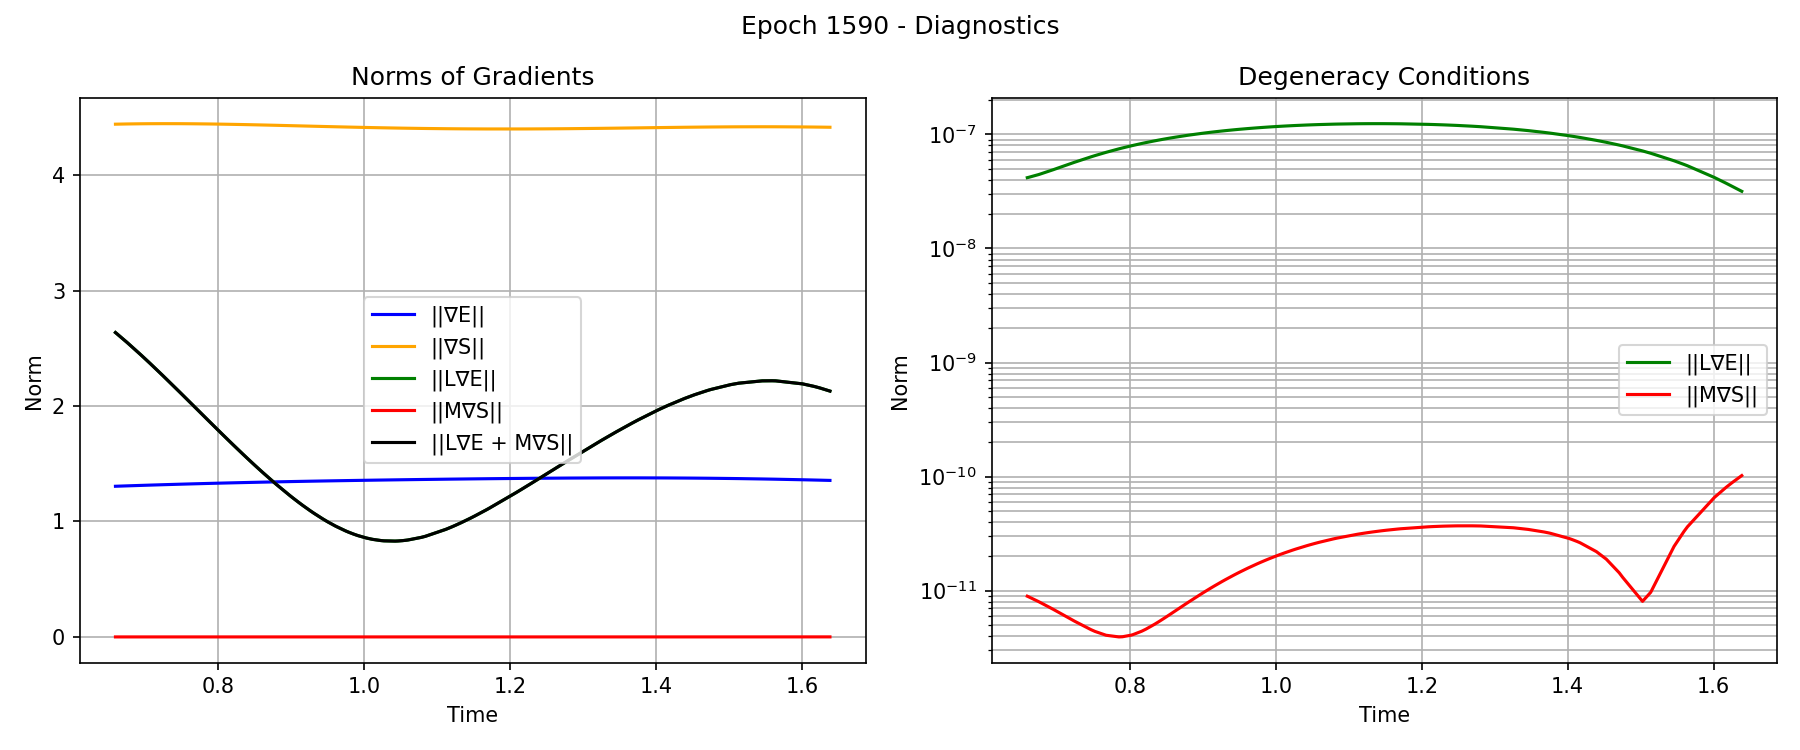 Epoch 1590 - Diagnostics
Norms of Gradients
Norm
4
3
2
1
0
||∇E||
||∇S||
||L∇E||
||M∇S||
||L∇E + M∇S||
0.8 1.0 1.2 1.4 1.6
Time
Degeneracy Conditions
Norm
10⁻⁷
10⁻⁸
10⁻⁹
10⁻¹⁰
10⁻¹¹
||L∇E||
||M∇S||
0.8 1.0 1.2 1.4 1.6
Time